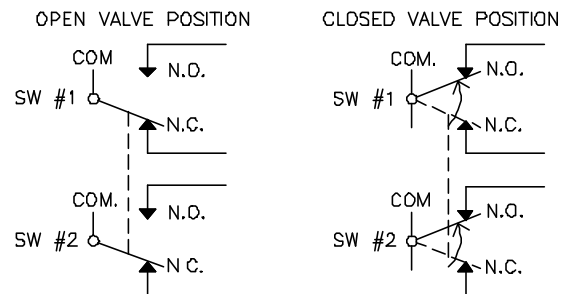 OPEN VALVE POSITION
CLOSED VALVE POSITION
COM
N.O.
SW #1
N.C.
COM.
N.O.
SW #1
N.C.
COM.
N.O.
SW #2
N C.
COM
N.O.
SW #2
N.C.